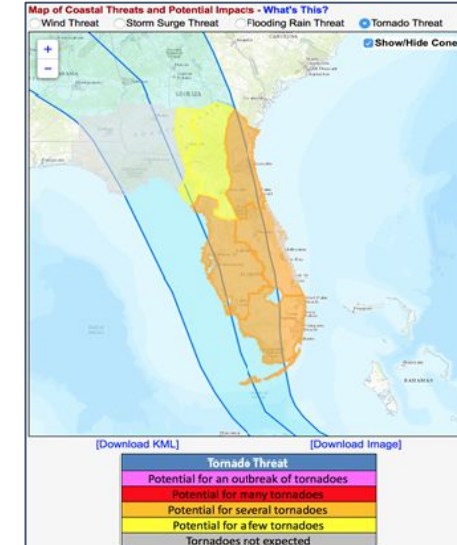 Map of Coastal Threats and Potential Impacts - What's This?
Wind Threat Storm Surge Threat Flooding Rain Threat Tornado Threat
+ Show/Hide Cone
-
GEORGIA
BAHAMAS
[Download KML] [Download Image]
Tornado Threat
Potential for an outbreak of tornadoes
Potential for many tornadoes
Potential for several tornadoes
Potential for a few tornadoes
Tornadoes not expected